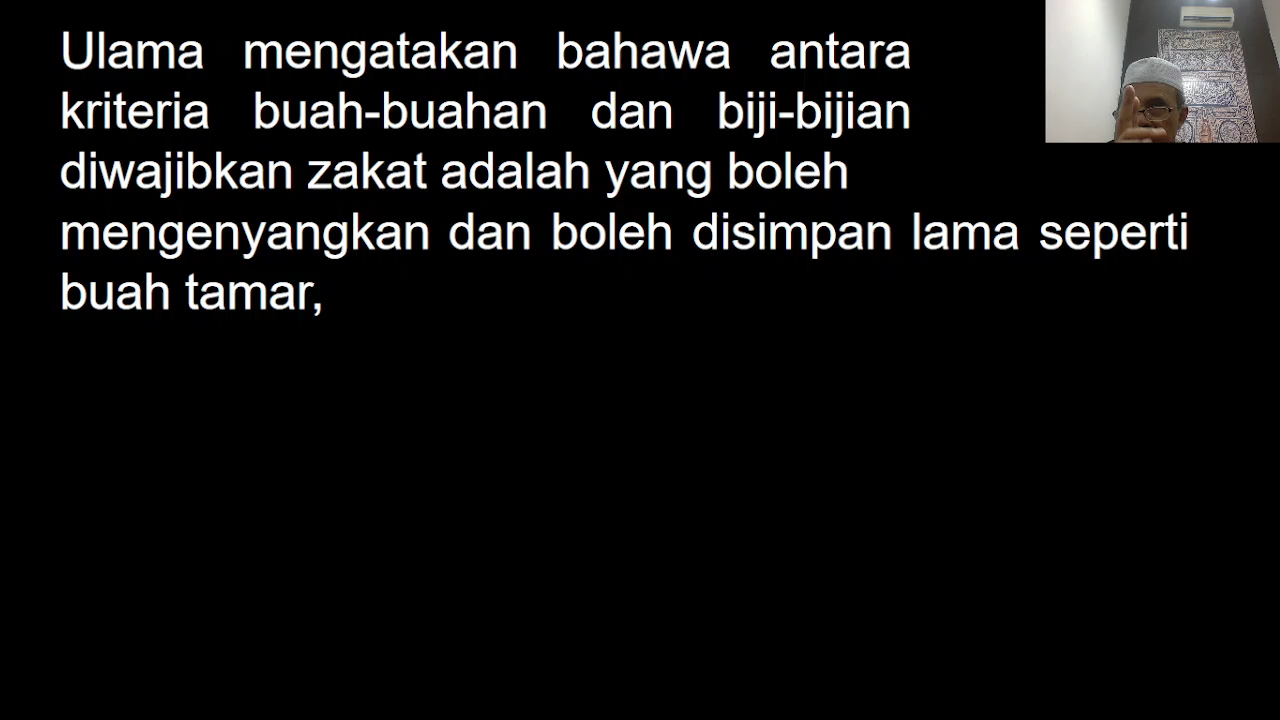 Ulama mengatakan bahawa antara
kriteria buah-buahan dan biji-bijian
diwajibkan zakat adalah yang boleh
mengenyangkan dan boleh disimpan lama seperti
buah tamar,